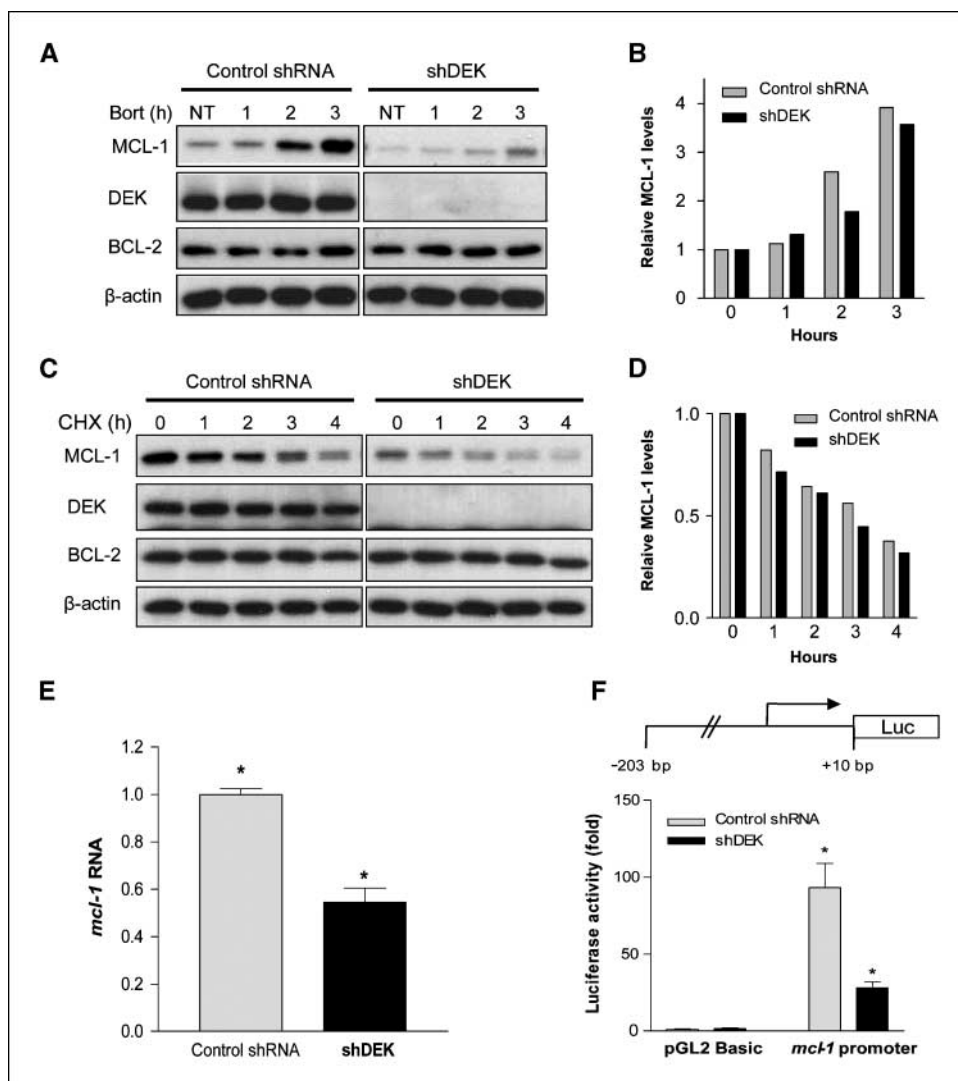 A
Control shRNA
shDEK
Bort (h)
NT
1
2
3
NT
1
2
3
MCL-1
DEK
BCL-2
β-actin
B
Control shRNA
shDEK
Relaive MCL-1 levels
4
3
2
1
0
0
1
2
3
Hours
C
Control shRNA
shDEK
CHX (h)
0
1
2
3
4
0
1
2
3
4
MCL-1
DEK
BCL-2
β-actin
D
Control shRNA
shDEK
Relaive MCL-1 levels
1.0
0.5
0.0
0
1
2
3
4
Hours
E
mcl-1 RNA
1.2
1.0
0.8
0.6
0.4
0.2
0.0
*
*
Control shRNA
shDEK
F
Luc
-203 bp
+10 bp
Control shRNA
shDEK
Luciferase activity (fold)
150
100
50
0
*
*
pGL2 Basic
mcl-1 promoter